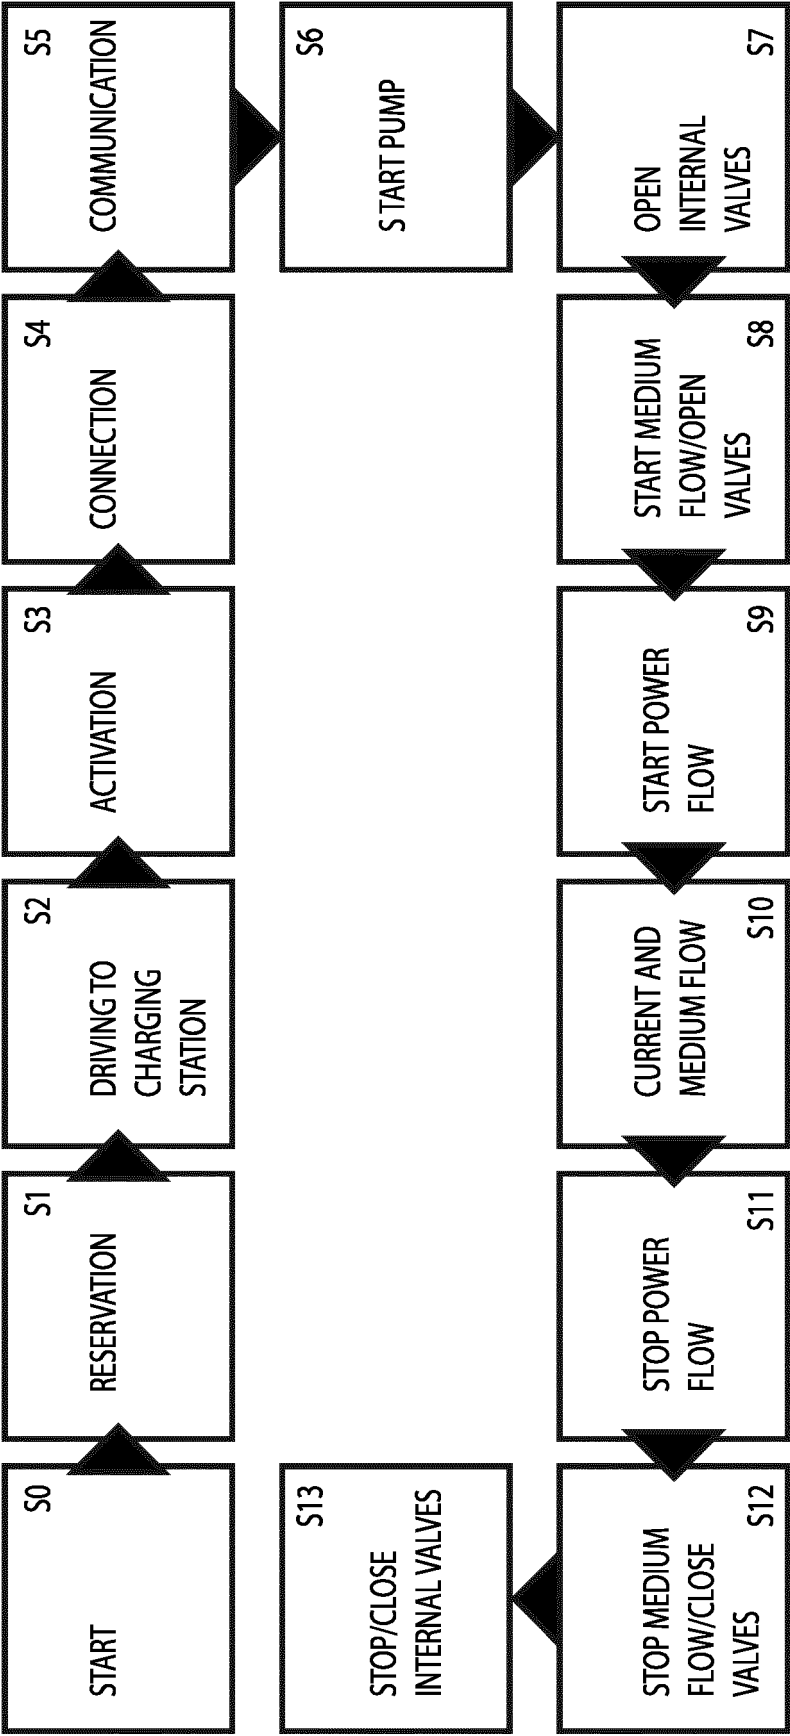 S0
START
S1
RESERVATION
S2
DRIVING TO
CHARGING
STATION
S3
ACTIVATION
S4
CONNECTION
S5
COMMUNICATION
S6
START PUMP
S7
OPEN
INTERNAL
VALVES
S8
START MEDIUM
FLOW/OPEN
VALVES
S9
START POWER
FLOW
S10
CURRENT AND
MEDIUM FLOW
S11
STOP POWER
FLOW
S12
STOP MEDIUM
FLOW/CLOSE
VALVES
S13
STOP/CLOSE
INTERNAL VALVES